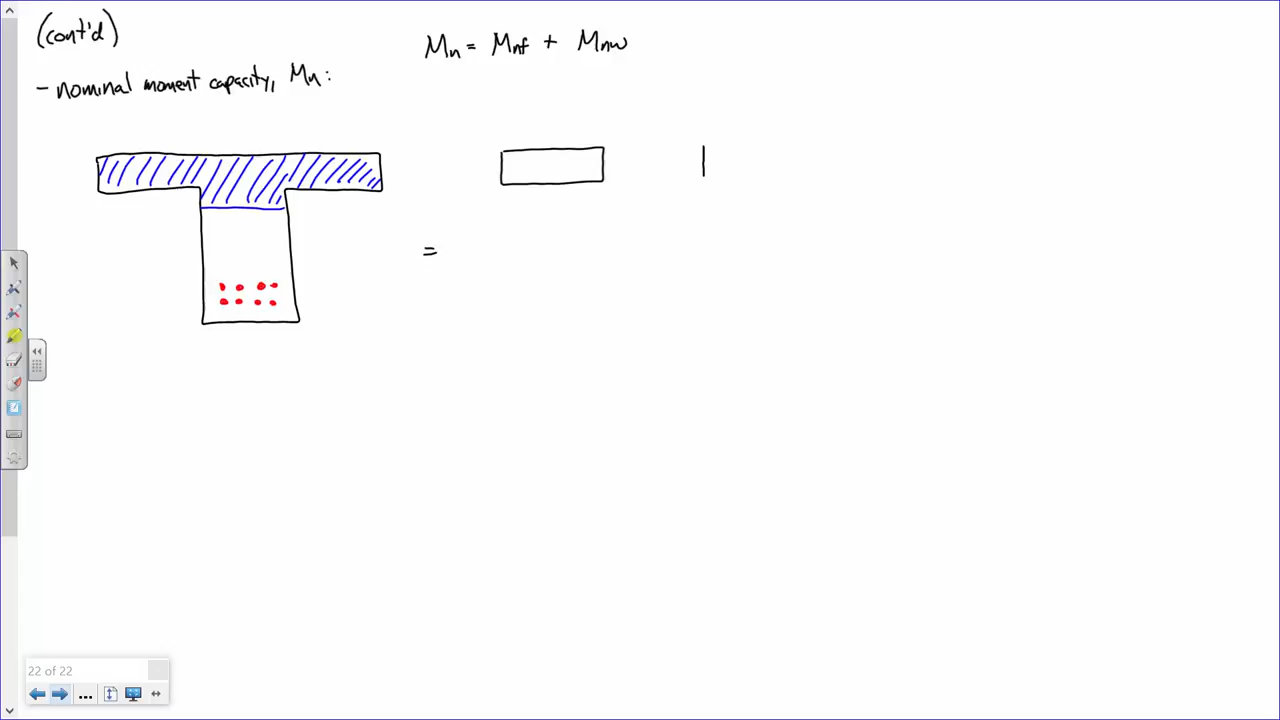 (cont'd)
Mn = Mnf + Mnw
- nominal moment capacity, Mn:
=
22 of 22
...